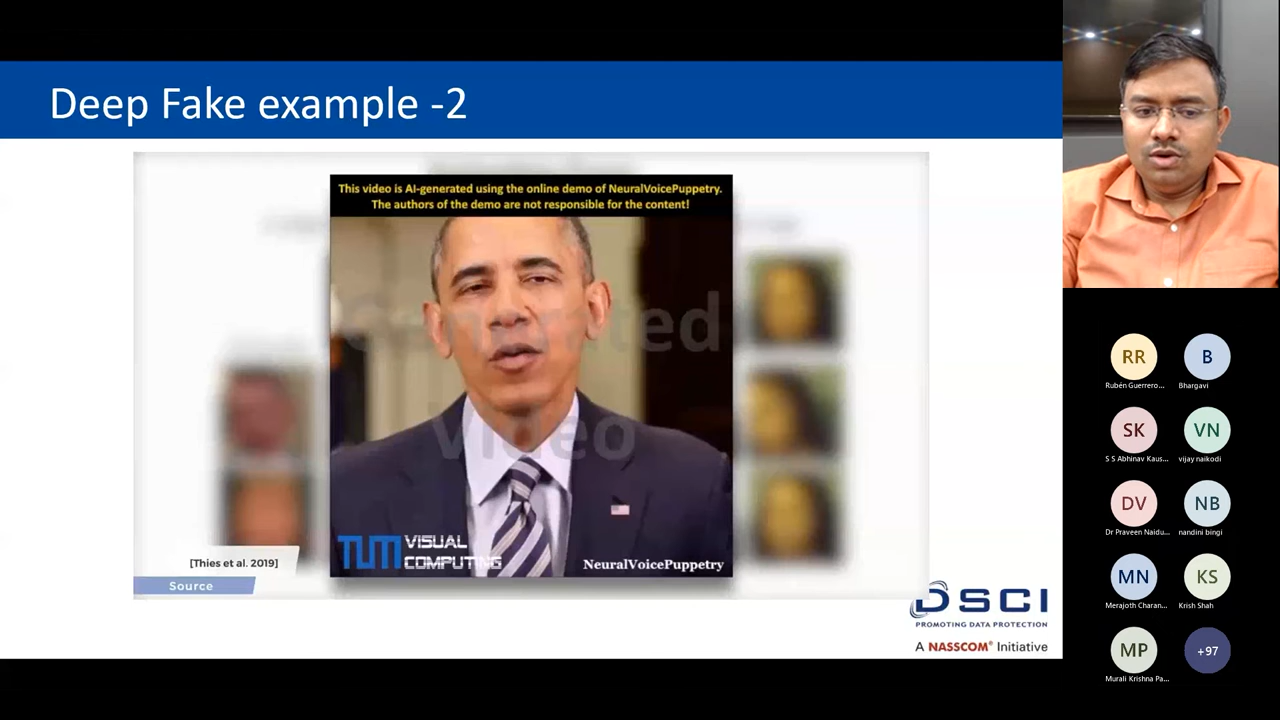 Deep Fake example -2
This video is AI-generated using the online demo of NeuralVoicePuppetry.
The authors of the demo are not responsible for the content!
Generated
video
TUM VISUAL
COMPUTING
NeuralVoicePuppetry
[Thies et al. 2019]
Source
DSCI
PROMOTING DATA PROTECTION
A NASSCOM® Initiative
RR
Rubén Guerrero...
B
Bhargavi
SK
S S Abhinav Kaus...
VN
vijay naikodi
DV
Dr Praveen Naidu...
NB
nandini bingi
MN
Merajoth Charan...
KS
Krish Shah
MP
Murali Krishna Pa...
+97